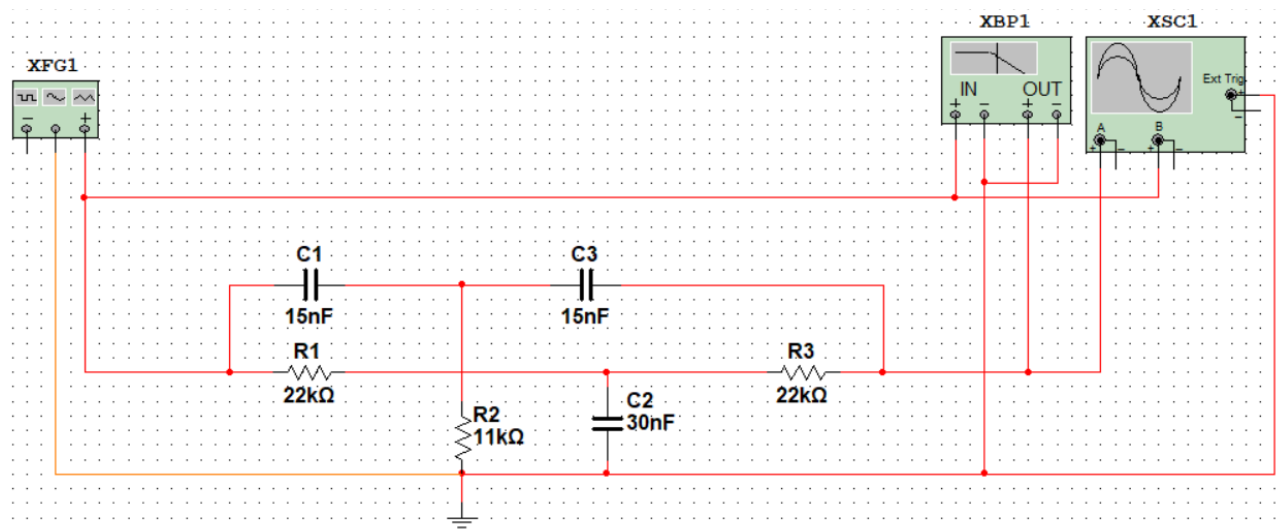 XBP1
XSC1
XFG1
Ext Trig
+
−
IN
OUT
+ − + −
− +
A
B
+ − + −
C1
15nF
C3
15nF
R1
22kΩ
R3
22kΩ
R2
11kΩ
C2
30nF